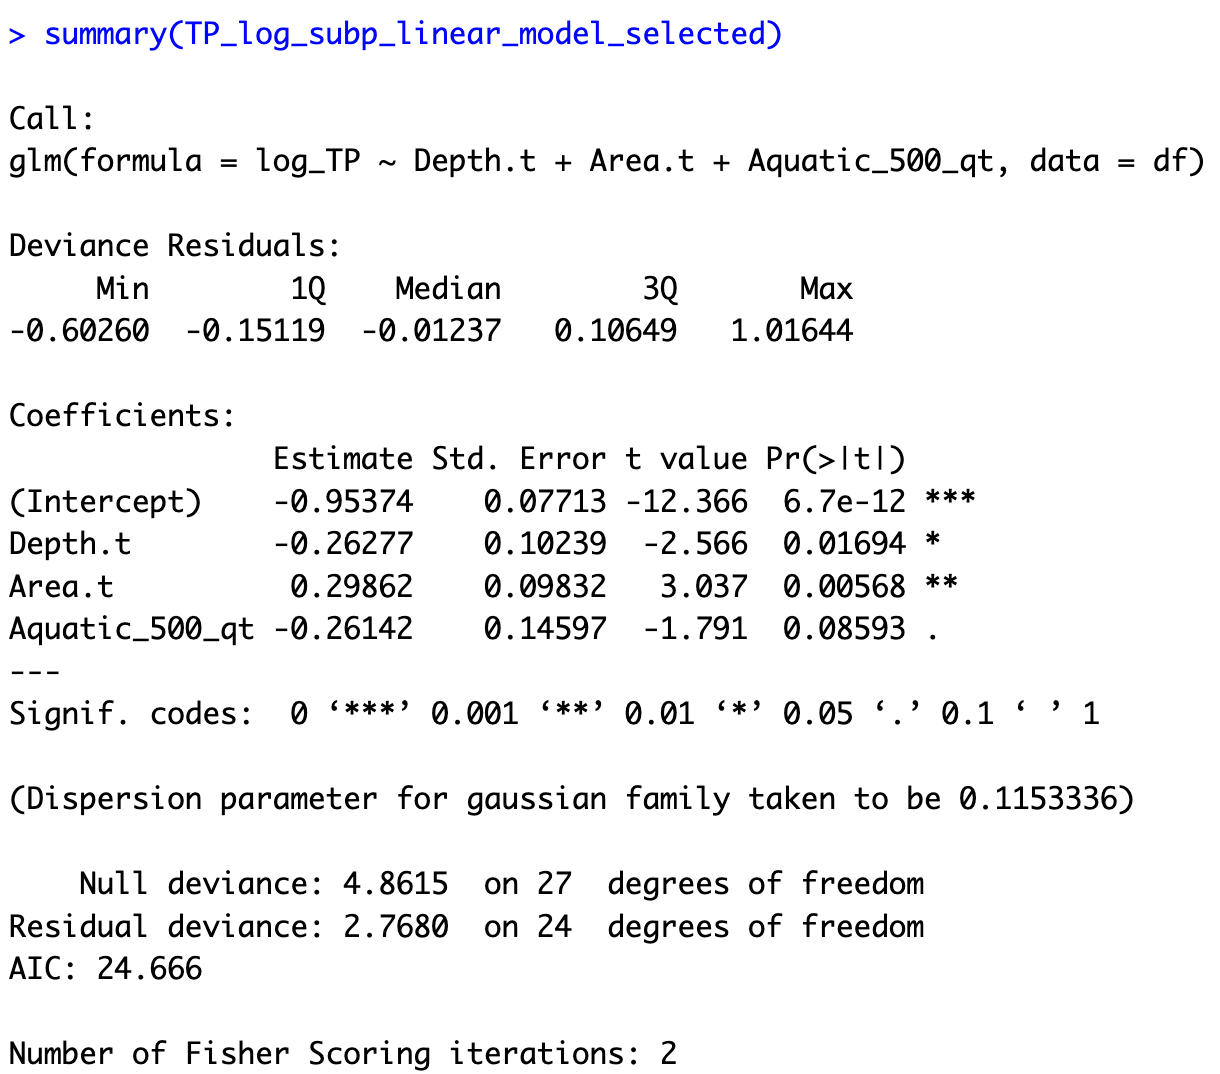 > summary(TP_log_subp_linear_model_selected)

Call:
glm(formula = log_TP ~ Depth.t + Area.t + Aquatic_500_qt, data = df)

Deviance Residuals:
     Min        1Q    Median        3Q       Max
-0.60260  -0.15119  -0.01237   0.10649   1.01644

Coefficients:
               Estimate Std. Error t value Pr(>|t|)
(Intercept)    -0.95374    0.07713 -12.366  6.7e-12 ***
Depth.t        -0.26277    0.10239  -2.566  0.01694 *
Area.t          0.29862    0.09832   3.037  0.00568 **
Aquatic_500_qt -0.26142    0.14597  -1.791  0.08593 .
---
Signif. codes:  0 ‘***’ 0.001 ‘**’ 0.01 ‘*’ 0.05 ‘.’ 0.1 ‘ ’ 1

(Dispersion parameter for gaussian family taken to be 0.1153336)

    Null deviance: 4.8615  on 27  degrees of freedom
Residual deviance: 2.7680  on 24  degrees of freedom
AIC: 24.666

Number of Fisher Scoring iterations: 2